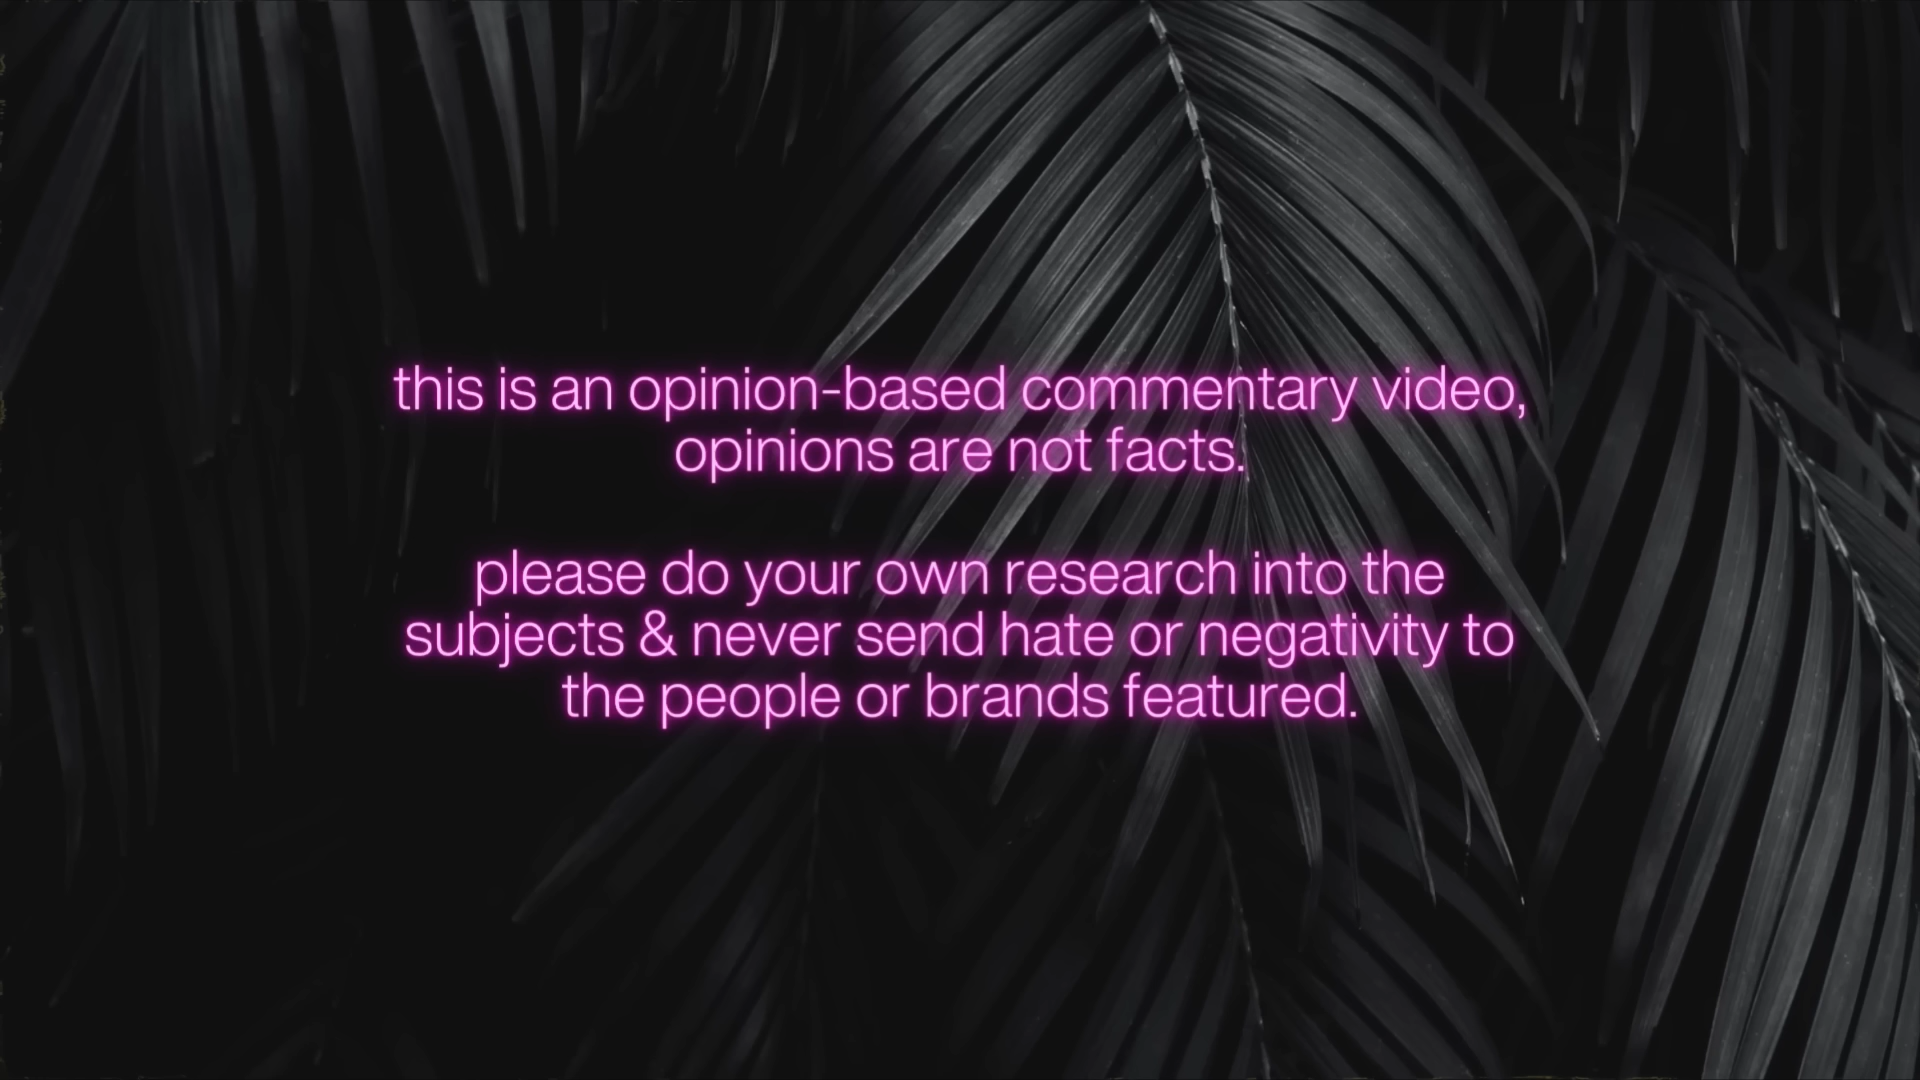 this is an opinion-based commentary video,
opinions are not facts.
please do your own research into the
subjects & never send hate or negativity to
the people or brands featured.